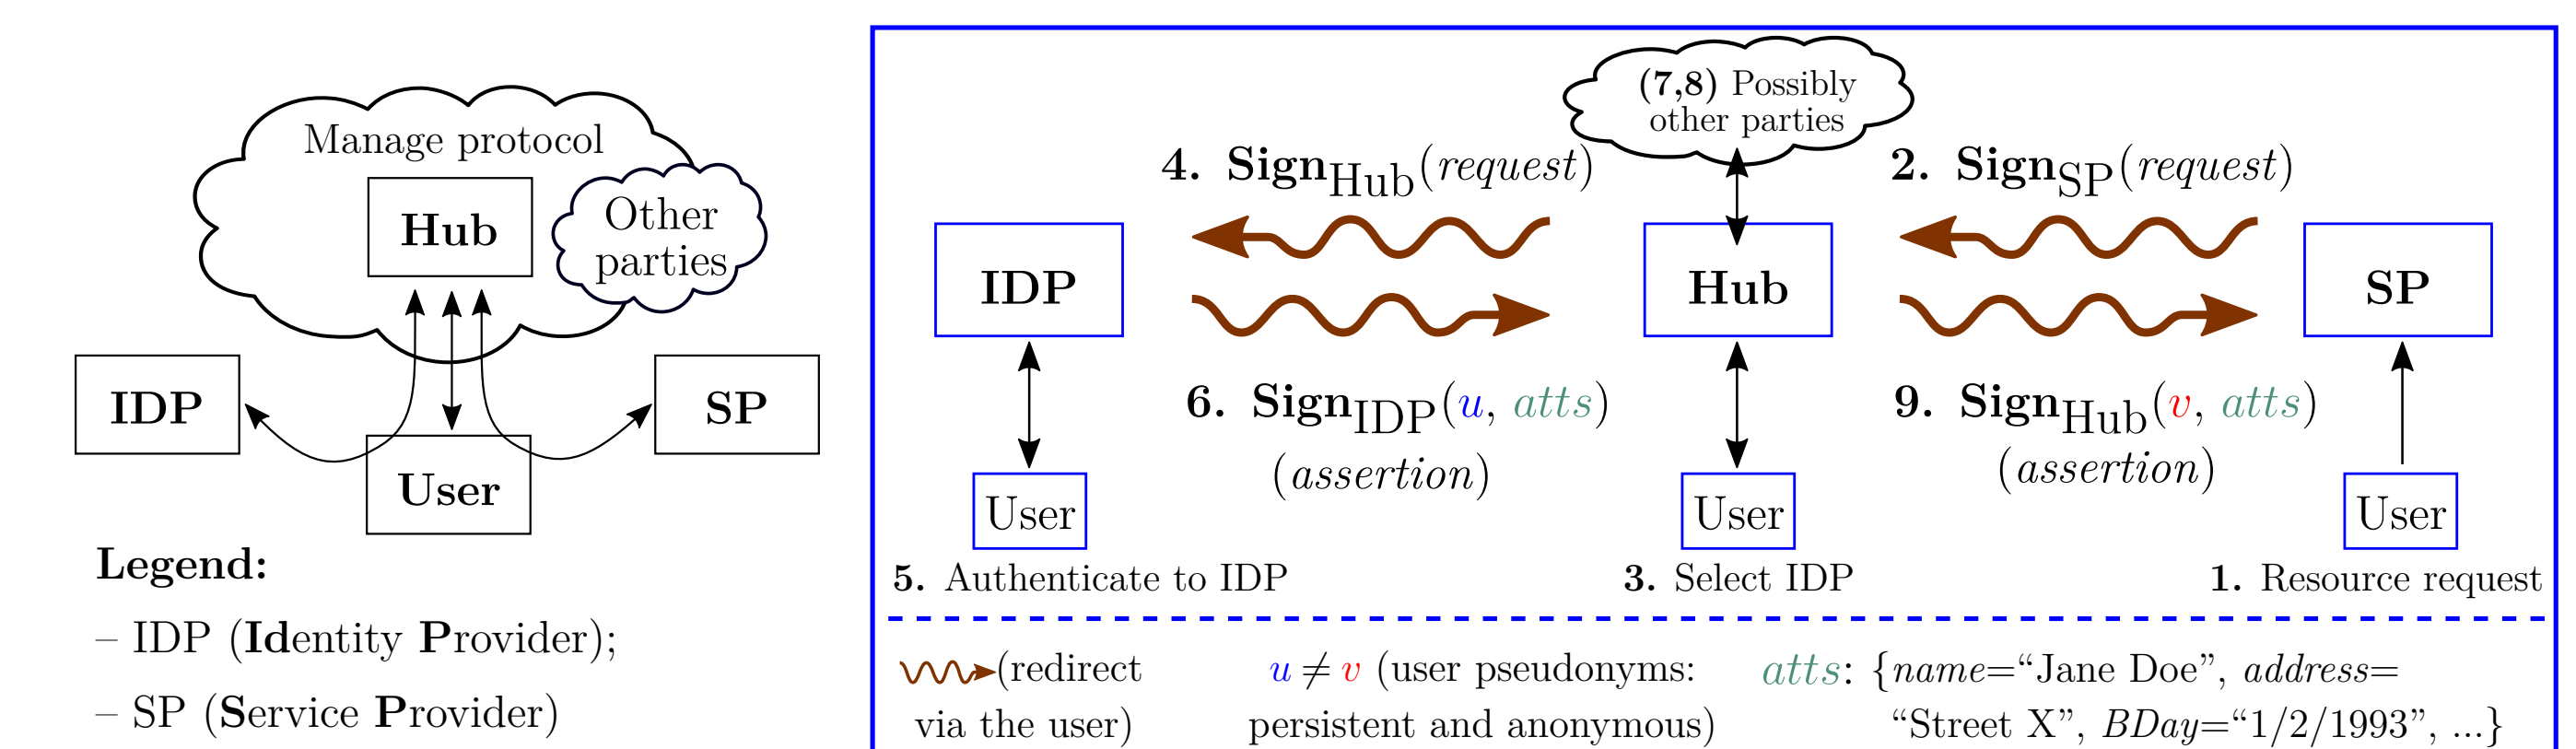 Manage protocol
Hub
Other
parties
IDP
SP
User
Legend:
– IDP (Identity Provider);
– SP (Service Provider)
(7,8) Possibly
other parties
4. Sign_Hub(request)
2. Sign_SP(request)
IDP
Hub
SP
6. Sign_IDP(u, atts)
(assertion)
9. Sign_Hub(v, atts)
(assertion)
User
User
User
5. Authenticate to IDP
3. Select IDP
1. Resource request
(redirect
via the user)
u ≠ v (user pseudonyms:
persistent and anonymous)
atts: {name=“Jane Doe”, address=
“Street X”, BDay=“1/2/1993”, ...}